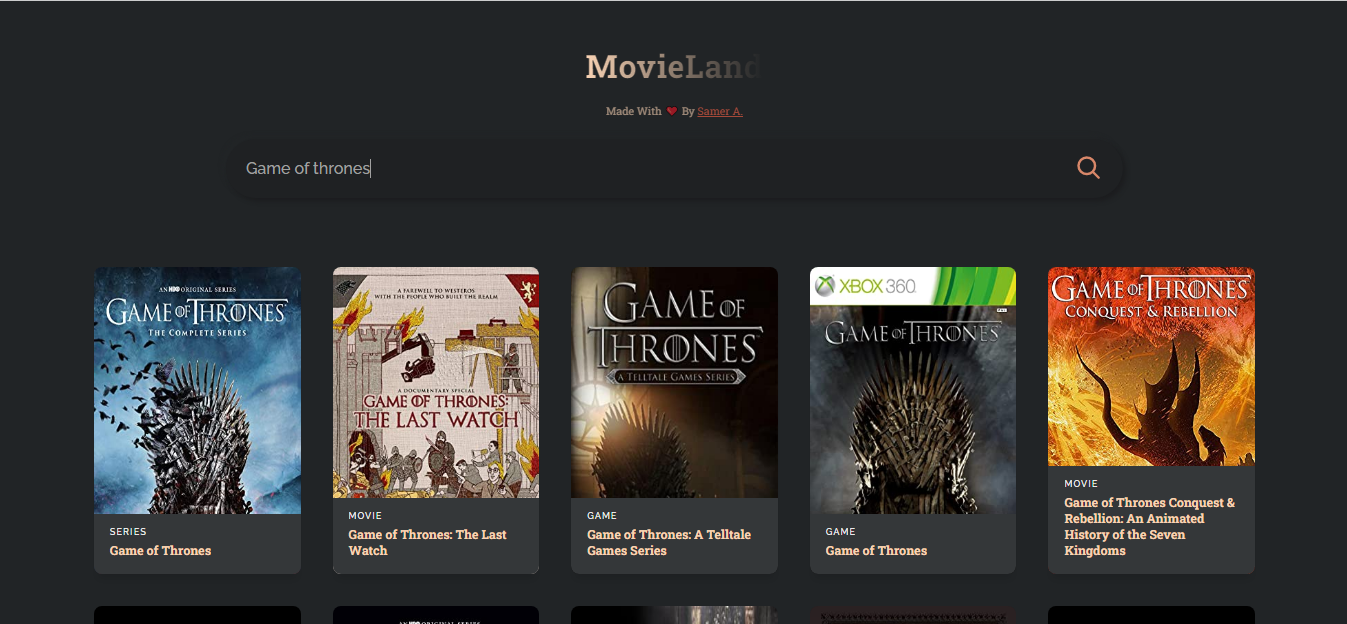 MovieLand
Made With ❤ By Samer A.
Game of thrones
AN HBO ORIGINAL SERIES
GAME OF THRONES
THE COMPLETE SERIES
SERIES
Game of Thrones
A FAREWELL TO WESTEROS
WITH THE PEOPLE WHO BUILT THE REALM
A DOCUMENTARY SPECIAL
GAME OF THRONES:
THE LAST WATCH
MOVIE
Game of Thrones: The Last
Watch
GAME OF
THRONES
A TELLTALE GAMES SERIES
GAME
Game of Thrones: A Telltale
Games Series
XBOX 360
GAME OF THRONES
GAME
Game of Thrones
GAME OF THRONES
CONQUEST & REBELLION
MOVIE
Game of Thrones Conquest &
Rebellion: An Animated
History of the Seven
Kingdoms
AN HBO ORIGINAL SERIES